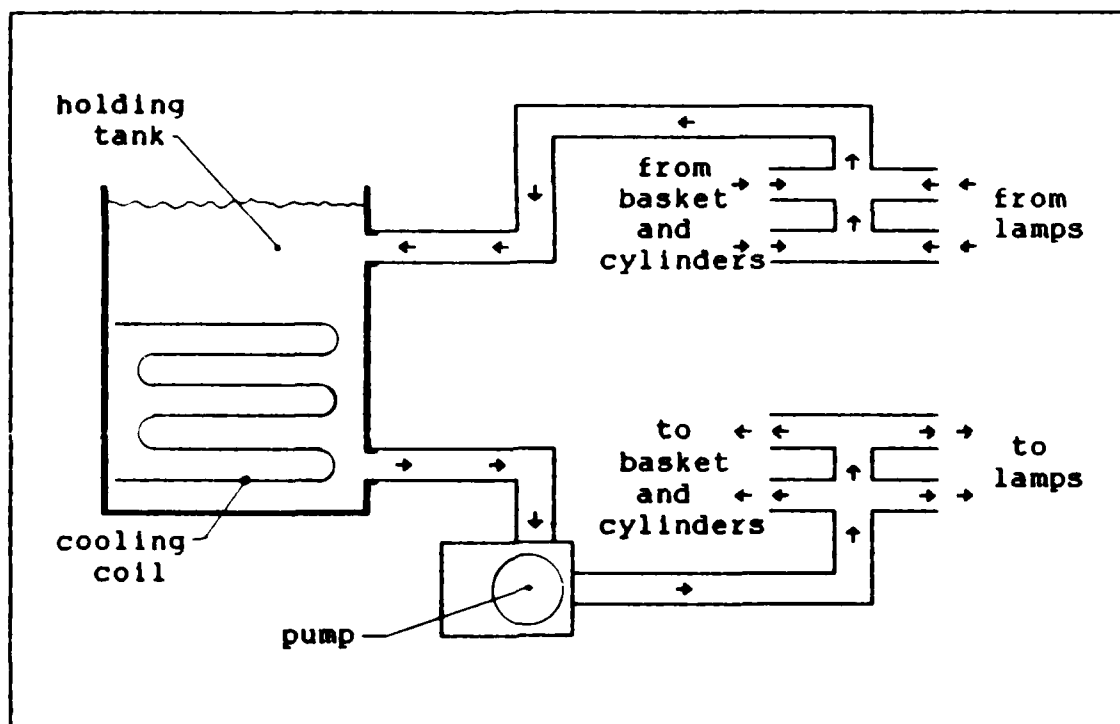 holding
tank
from
basket
and
cylinders
from
lamps
to
basket
and
cylinders
to
lamps
cooling
coil
pump